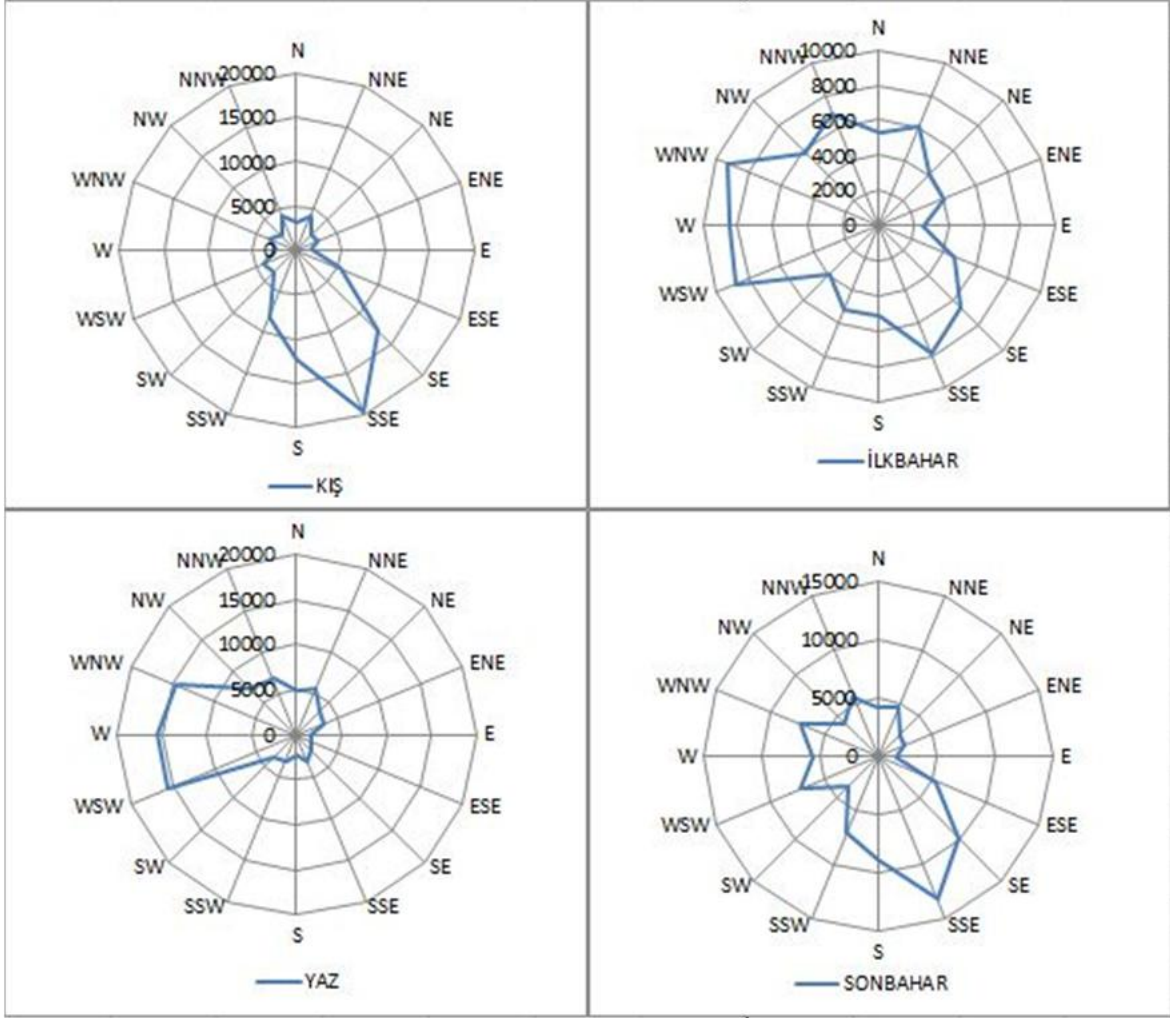 N
NNE
NE
ENE
E
ESE
SE
SSE
S
SSW
SW
WSW
W
WNW
NW
NNW
20000
15000
10000
5000
0
KIŞ
N
NNE
NE
ENE
E
ESE
SE
SSE
S
SSW
SW
WSW
W
WNW
NW
NNW
10000
8000
6000
4000
2000
0
İLKBAHAR
N
NNE
NE
ENE
E
ESE
SE
SSE
S
SSW
SW
WSW
W
WNW
NW
NNW
20000
15000
10000
5000
0
YAZ
N
NNE
NE
ENE
E
ESE
SE
SSE
S
SSW
SW
WSW
W
WNW
NW
NNW
15000
10000
5000
0
SONBAHAR